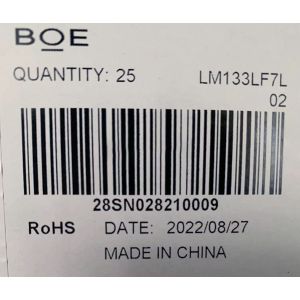 BOE
QUANTITY: 25 LM133LF7L
02
28SN028210009
RoHS DATE: 2022/08/27
MADE IN CHINA